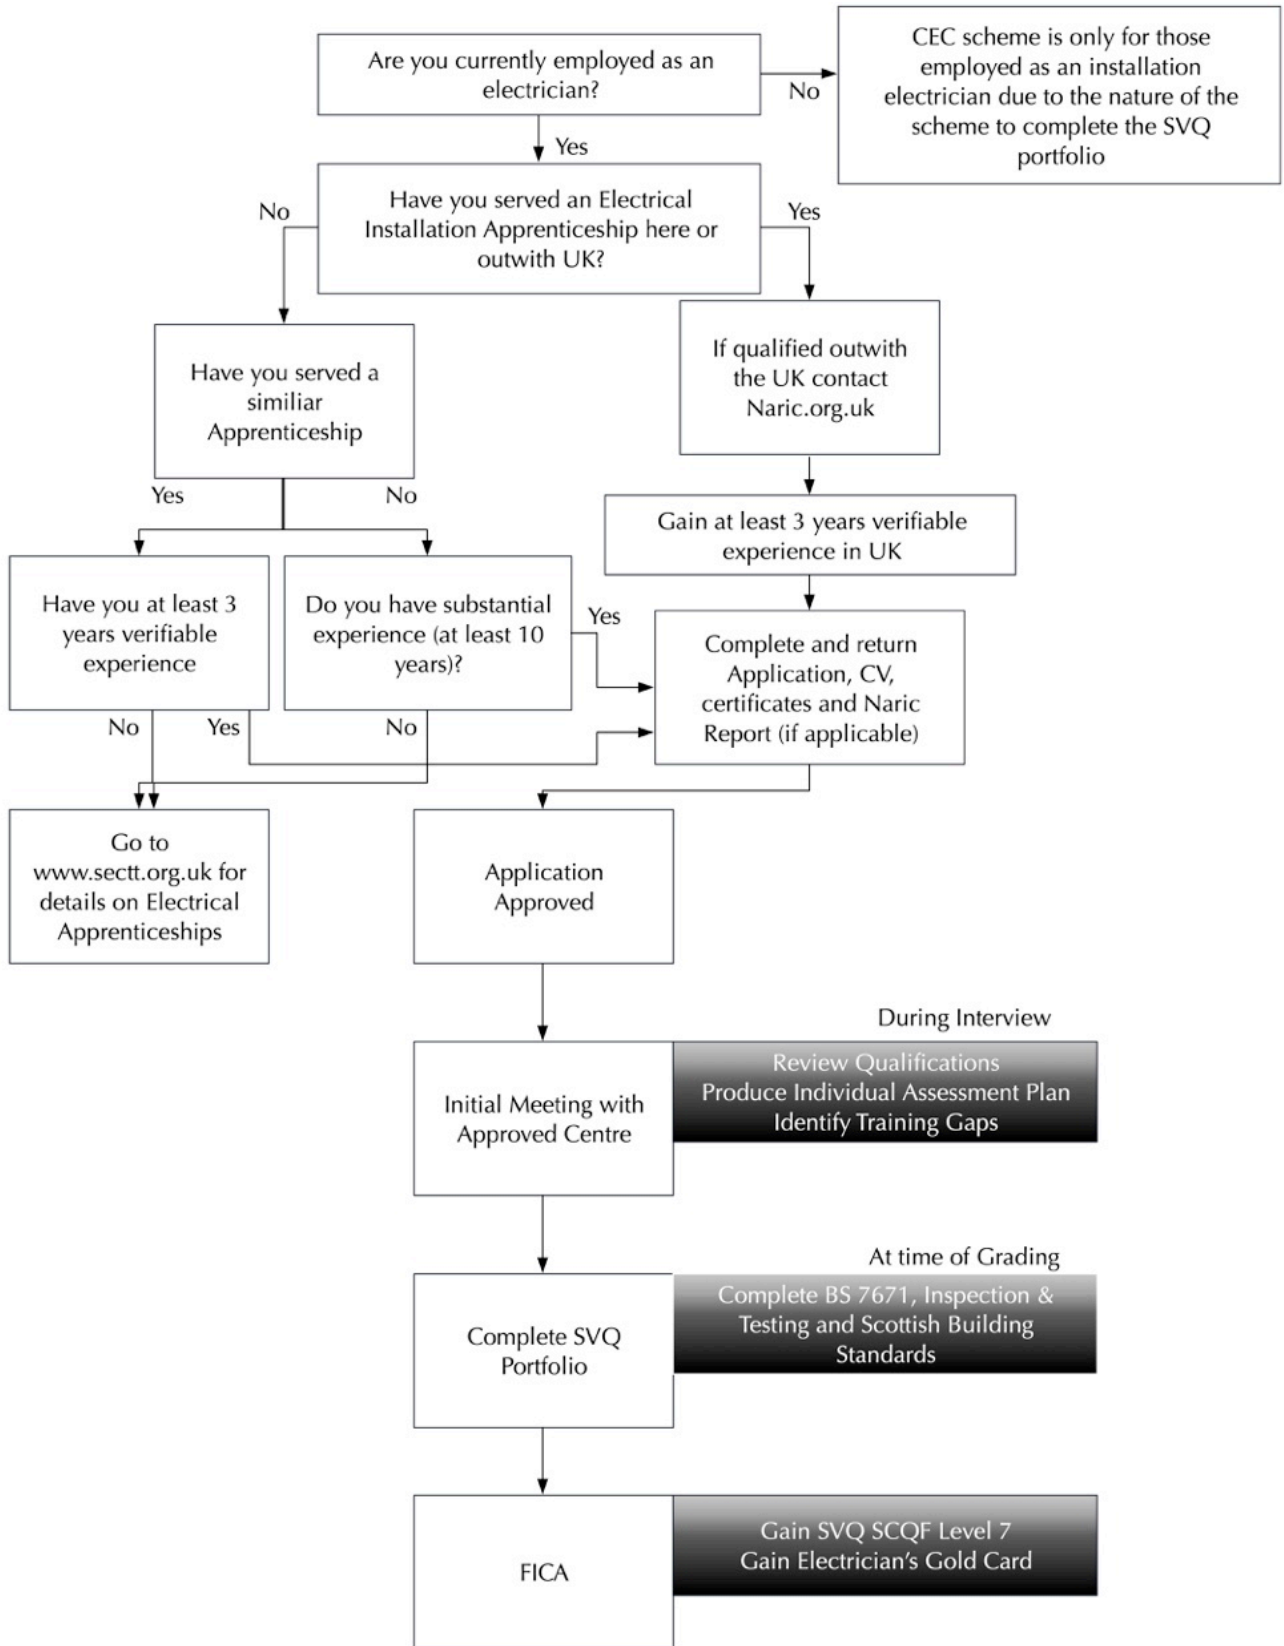 Are you currently employed as an
electrician?
No
CEC scheme is only for those
employed as an installation
electrician due to the nature of the
scheme to complete the SVQ
portfolio
Yes
Have you served an Electrical
Installation Apprenticeship here or
outwith UK?
No
Yes
Have you served a
similiar
Apprenticeship
If qualified outwith
the UK contact
Naric.org.uk
Yes
No
Gain at least 3 years verifiable
experience in UK
Have you at least 3
years verifiable
experience
Do you have substantial
experience (at least 10
years)?
Yes
Complete and return
Application, CV,
certificates and Naric
Report (if applicable)
No
Yes
No
Go to
www.sectt.org.uk for
details on Electrical
Apprenticeships
Application
Approved
During Interview
Initial Meeting with
Approved Centre
Review Qualifications
Produce Individual Assessment Plan
Identify Training Gaps
At time of Grading
Complete SVQ
Portfolio
Complete BS 7671, Inspection &
Testing and Scottish Building
Standards
FICA
Gain SVQ SCQF Level 7
Gain Electrician’s Gold Card